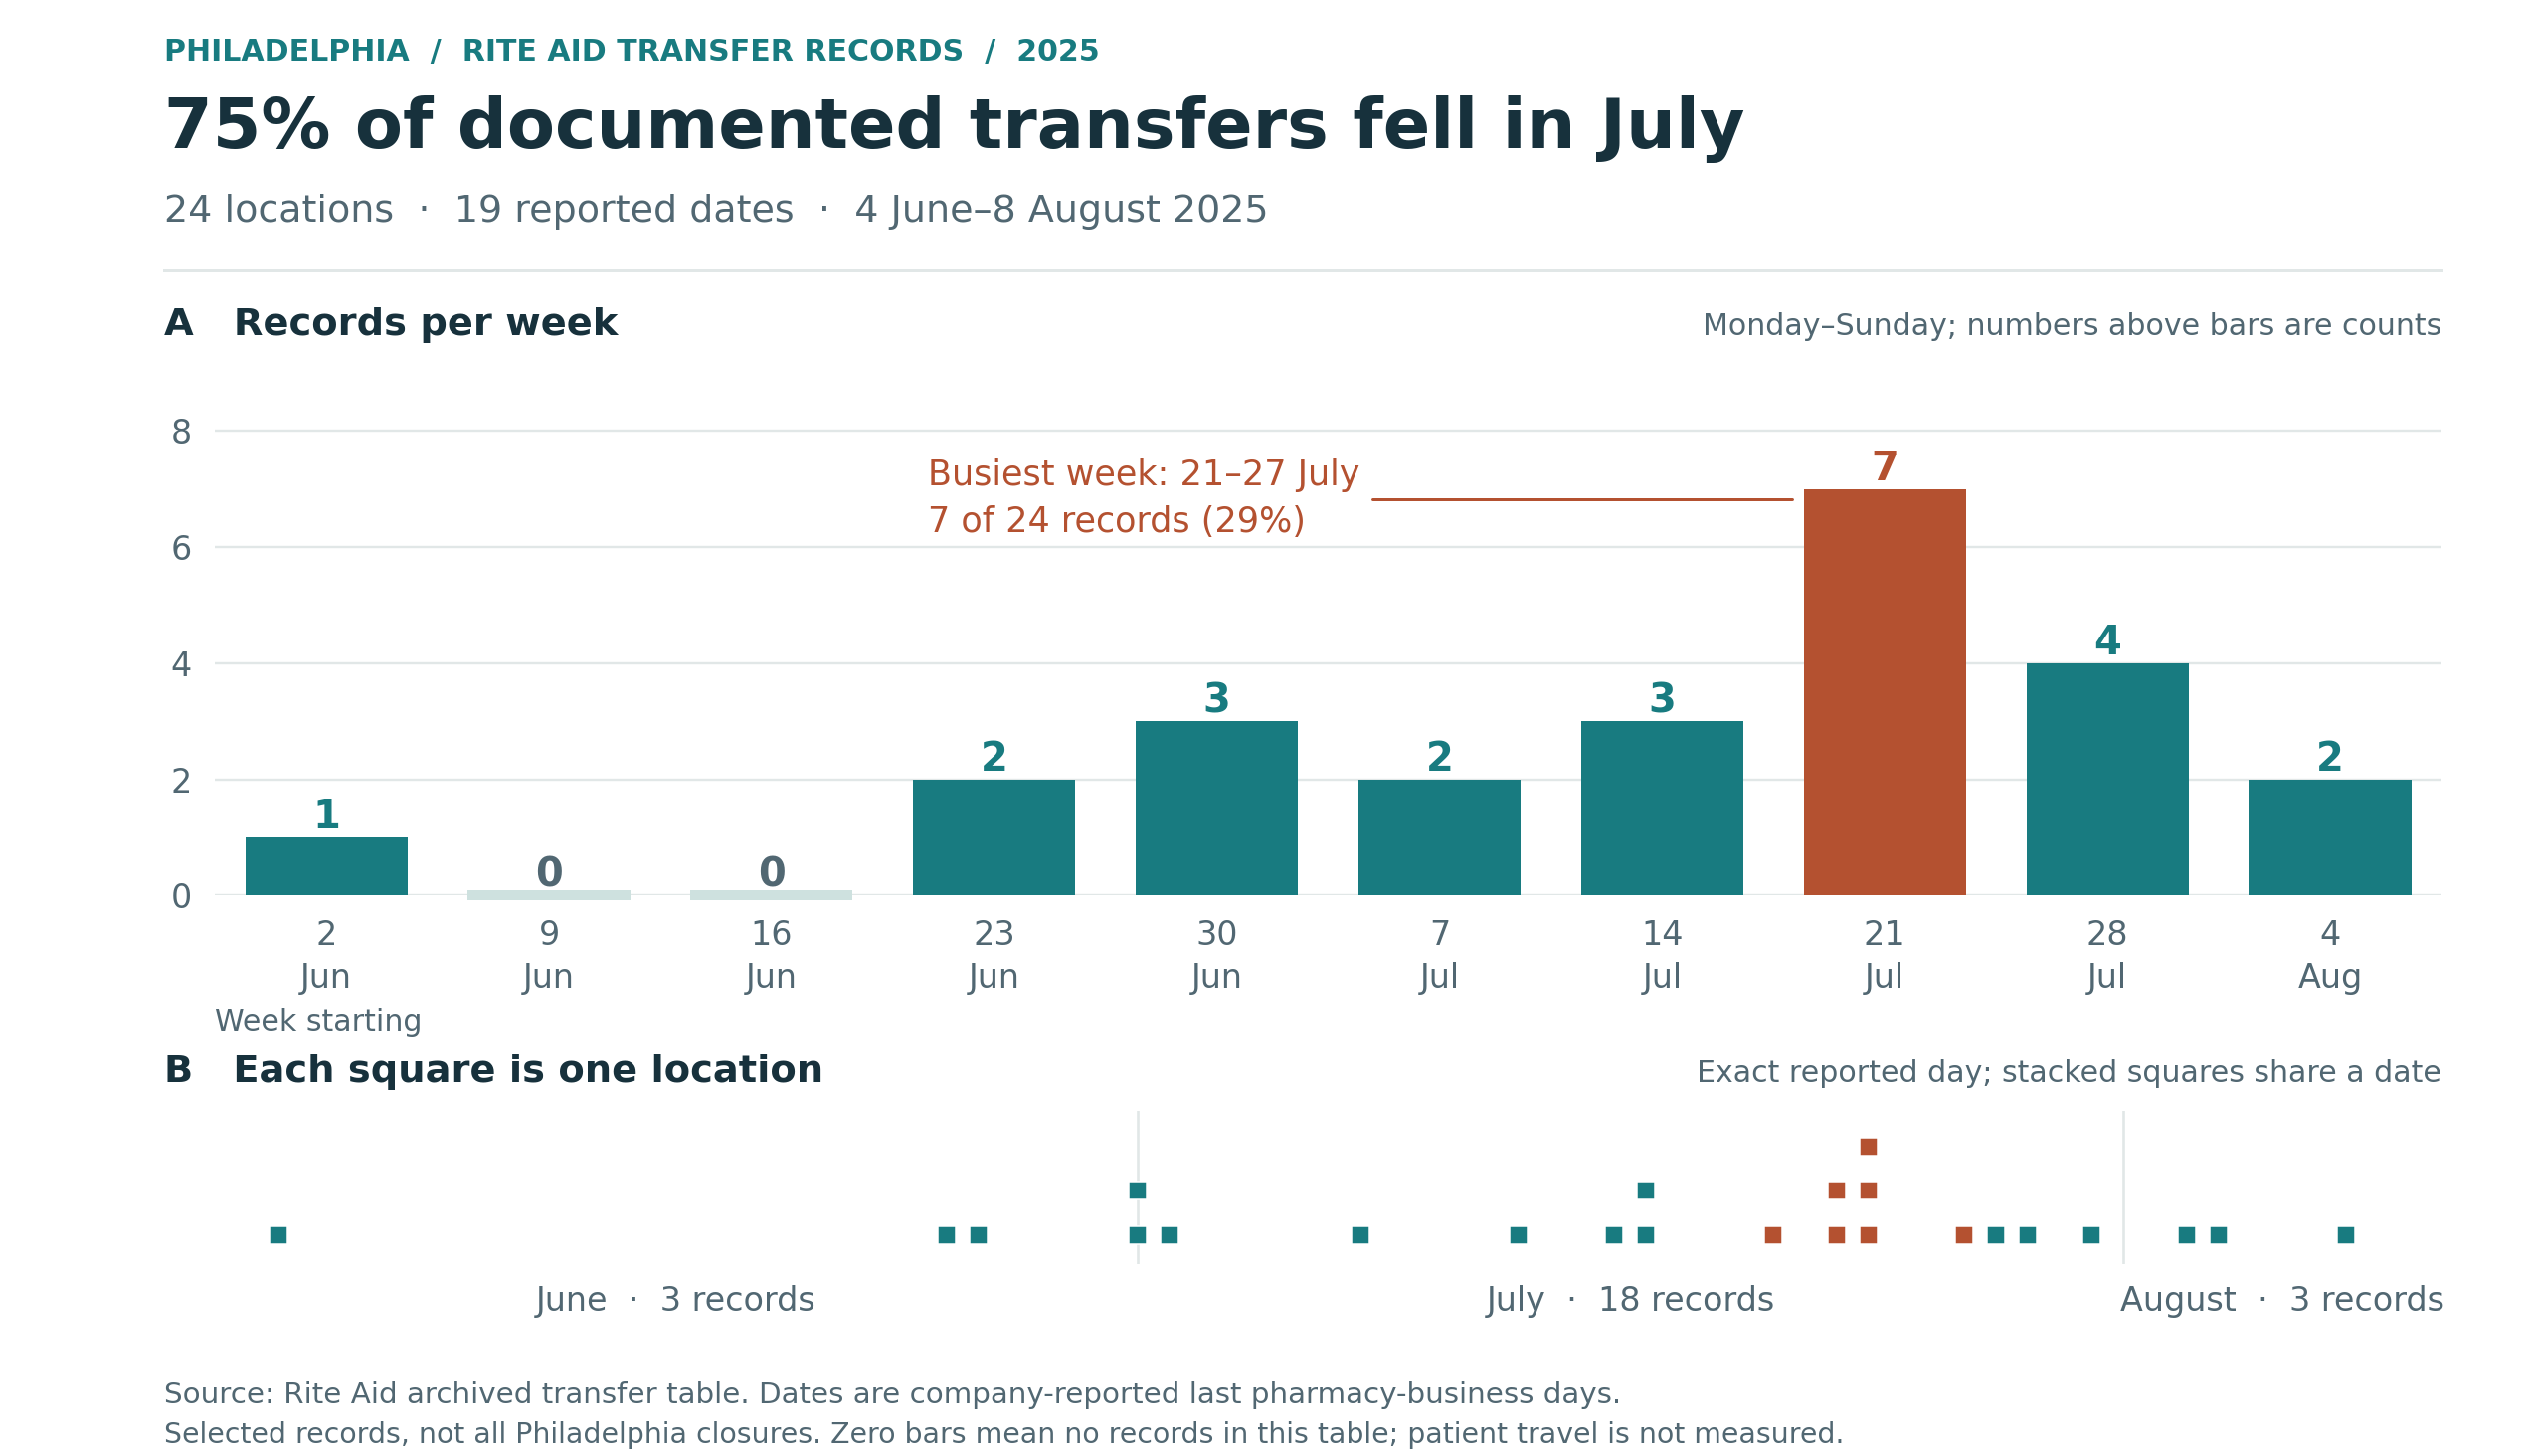 PHILADELPHIA / RITE AID TRANSFER RECORDS / 2025
75% of documented transfers fell in July
24 locations · 19 reported dates · 4 June–8 August 2025
A Records per week
Monday–Sunday; numbers above bars are counts
8
6
4
2
0
Busiest week: 21–27 July
7 of 24 records (29%)
1
0
0
2
3
2
3
7
4
2
2 Jun
9 Jun
16 Jun
23 Jun
30 Jun
7 Jul
14 Jul
21 Jul
28 Jul
4 Aug
Week starting
B Each square is one location
Exact reported day; stacked squares share a date
June · 3 records
July · 18 records
August · 3 records
Source: Rite Aid archived transfer table. Dates are company-reported last pharmacy-business days.
Selected records, not all Philadelphia closures. Zero bars mean no records in this table; patient travel is not measured.